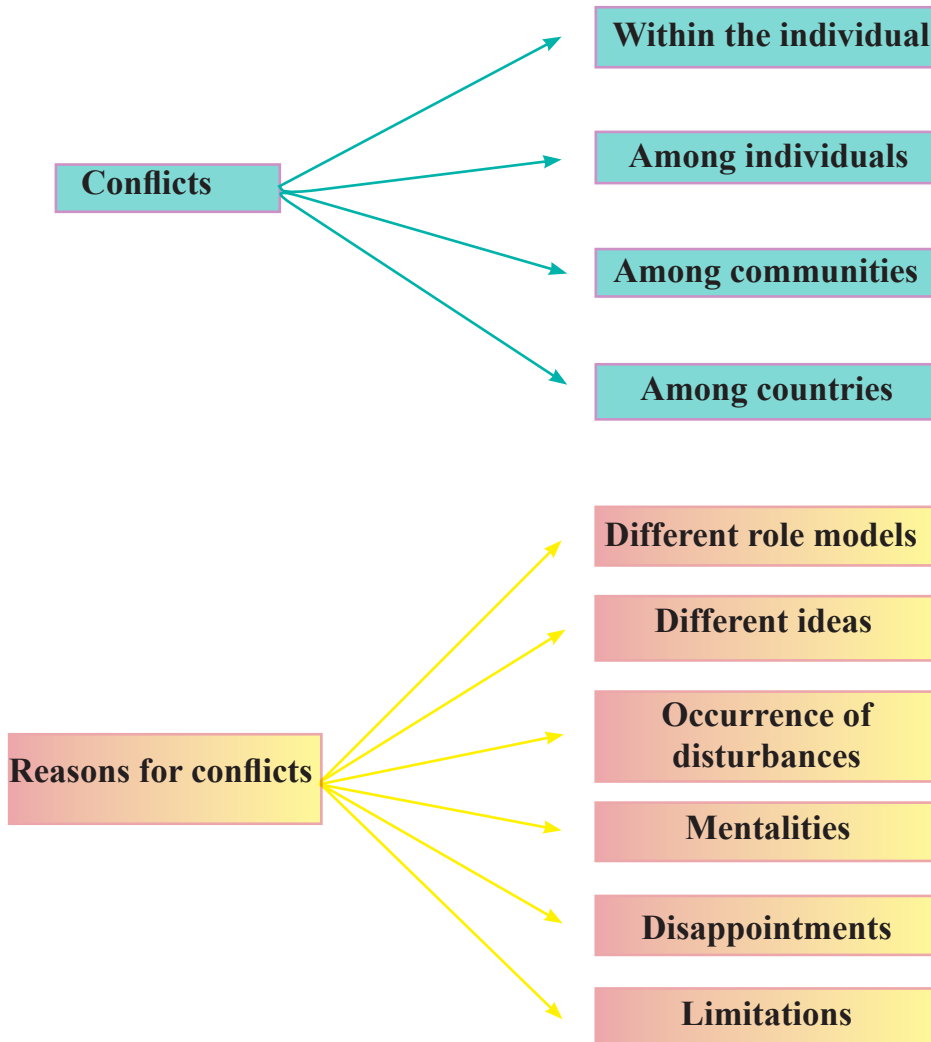 Conflicts
Within the individual
Among individuals
Among communities
Among countries
Reasons for conflicts
Different role models
Different ideas
Occurrence of
disturbances
Mentalities
Disappointments
Limitations